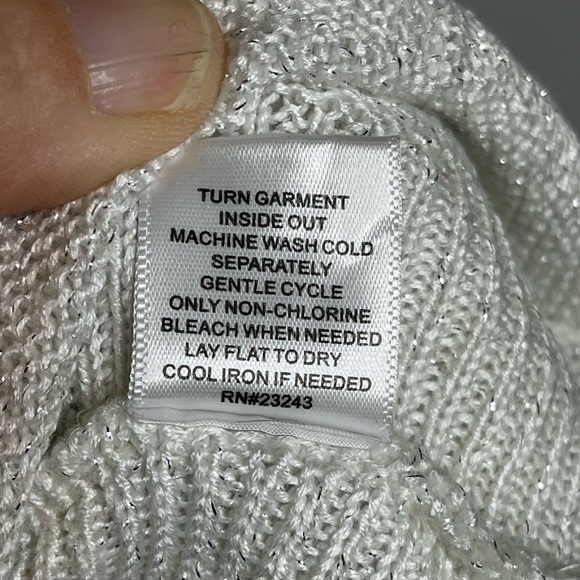 TURN GARMENT
INSIDE OUT
MACHINE WASH COLD
SEPARATELY
GENTLE CYCLE
ONLY NON-CHLORINE
BLEACH WHEN NEEDED
LAY FLAT TO DRY
COOL IRON IF NEEDED
RN#23243